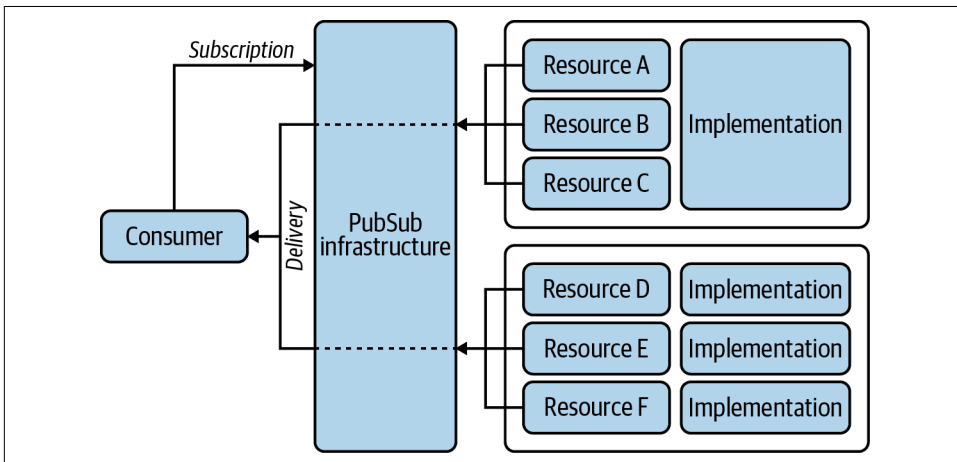 Subscription
Delivery
Consumer
PubSub
infrastructure
Resource A
Resource B
Resource C
Implementation
Resource D
Implementation
Resource E
Implementation
Resource F
Implementation